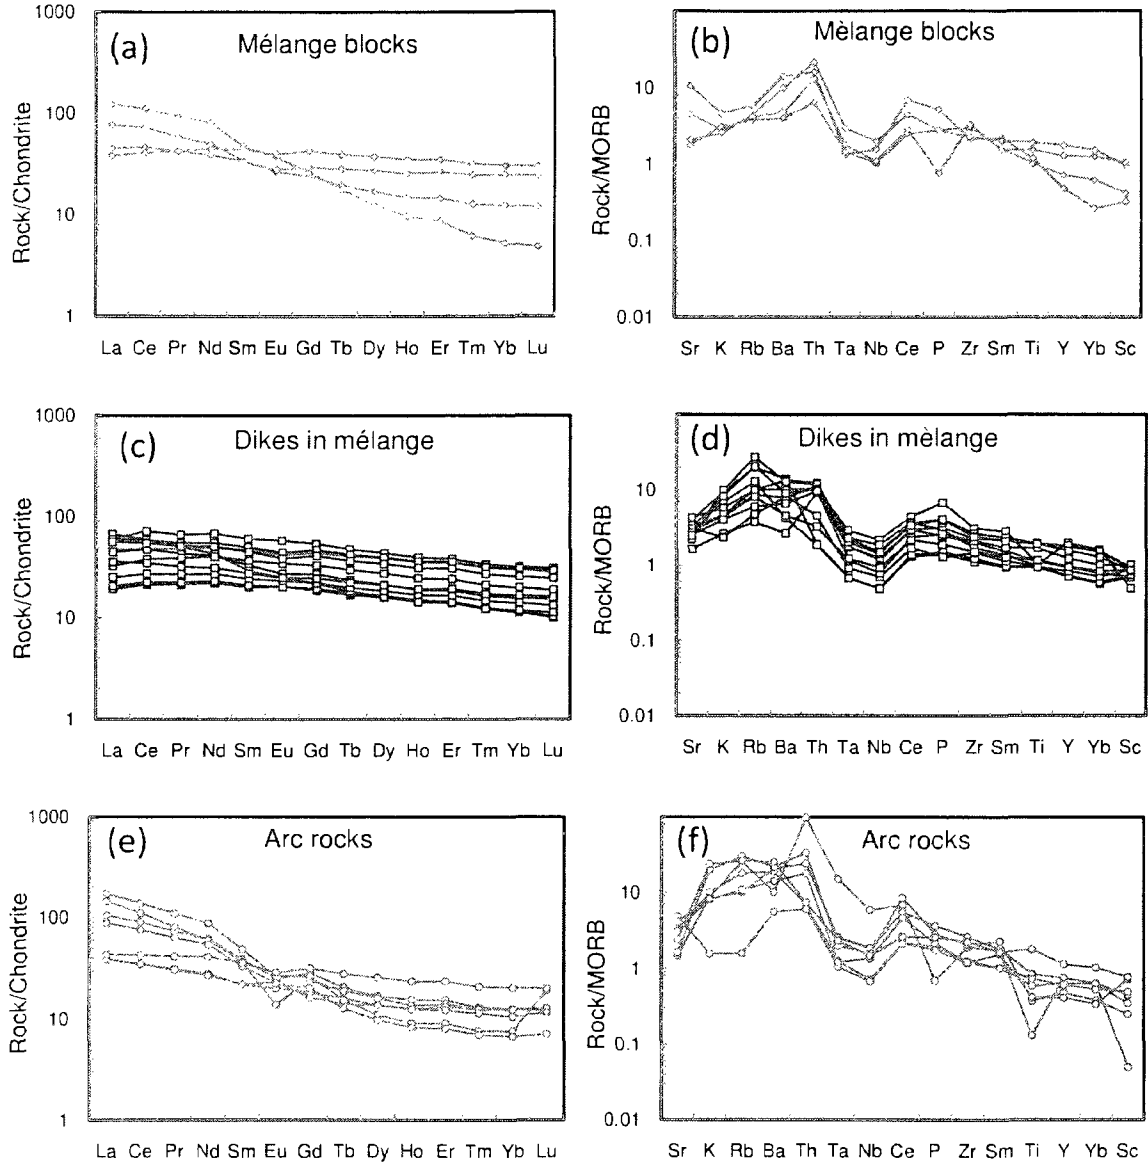 (a) Mélange blocks
Rock/Chondrite
1000
100
10
1
La Ce Pr Nd Sm Eu Gd Tb Dy Ho Er Tm Yb Lu
(b) Mèlange blocks
Rock/MORB
10
1
0.1
0.01
Sr K Rb Ba Th Ta Nb Ce P Zr Sm Ti Y Yb Sc
(c) Dikes in mélange
Rock/Chondrite
1000
100
10
1
La Ce Pr Nd Sm Eu Gd Tb Dy Ho Er Tm Yb Lu
(d) Dikes in mèlange
Rock/MORB
10
1
0.1
0.01
Sr K Rb Ba Th Ta Nb Ce P Zr Sm Ti Y Yb Sc
(e) Arc rocks
Rock/Chondrite
1000
100
10
1
La Ce Pr Nd Sm Eu Gd Tb Dy Ho Er Tm Yb Lu
(f) Arc rocks
Rock/MORB
10
1
0.1
0.01
Sr K Rb Ba Th Ta Nb Ce P Zr Sm Ti Y Yb Sc